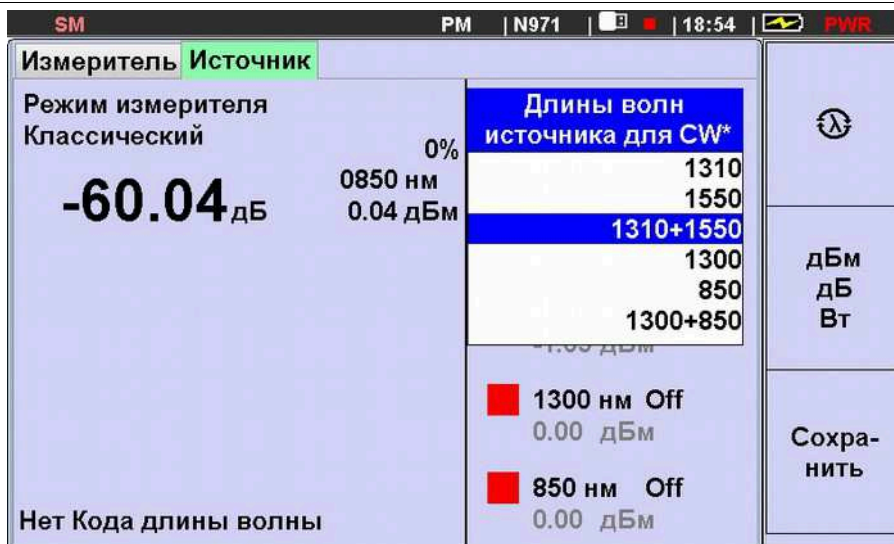 SM PM | N971 | | 18:54 | PWR
Измеритель Источник
Режим измерителя
Классический
0%
0850 нм
-60.04 дБ
0.04 дБм
Нет Кода длины волны
Длины волн
источника для CW*
1310
1550
1310+1550
1300
850
1300+850
1300 нм Off
0.00 дБм
850 нм Off
0.00 дБм
λ
дБм
дБ
Вт
Сохра-
нить